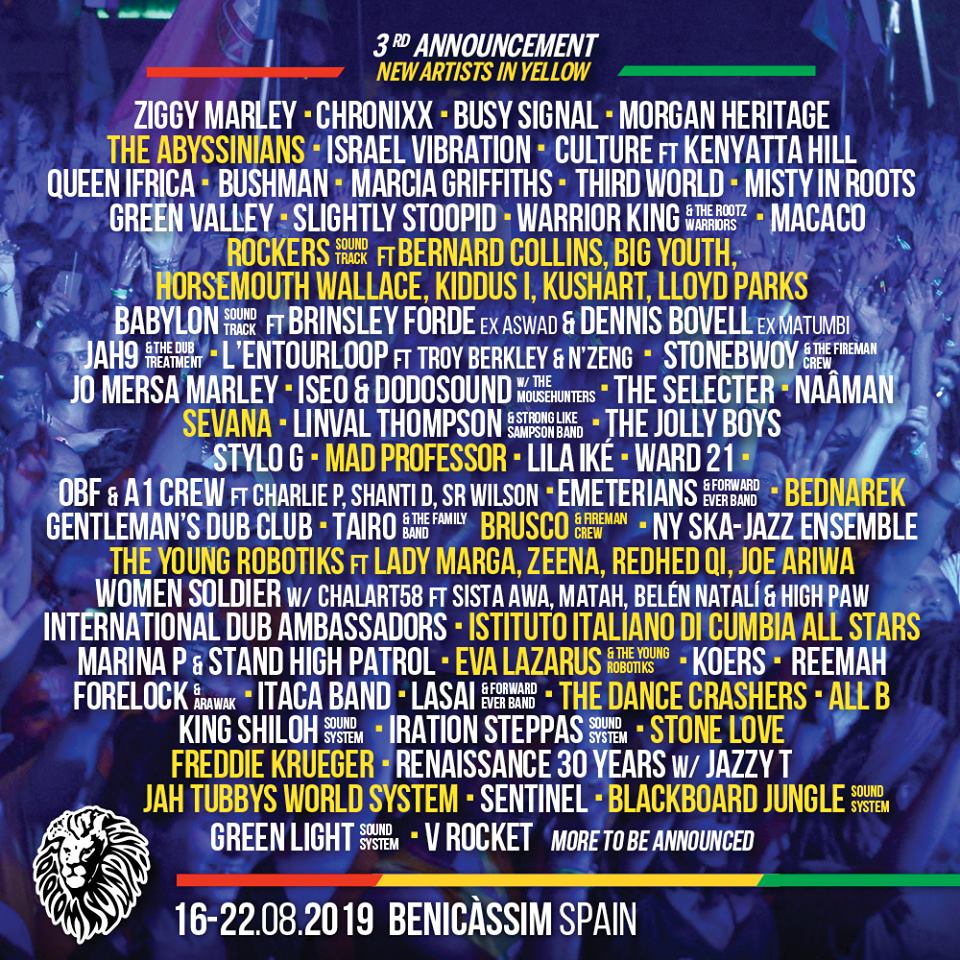 3RD ANNOUNCEMENT
NEW ARTISTS IN YELLOW
ZIGGY MARLEY · CHRONIXX · BUSY SIGNAL · MORGAN HERITAGE
THE ABYSSINIANS · ISRAEL VIBRATION · CULTURE FT KENYATTA HILL
QUEEN IFRICA · BUSHMAN · MARCIA GRIFFITHS · THIRD WORLD · MISTY IN ROOTS
GREEN VALLEY · SLIGHTLY STOOPID · WARRIOR KING & THE ROOTZ WARRIORS · MACACO
ROCKERS SOUND TRACK FT BERNARD COLLINS, BIG YOUTH,
HORSEMOUTH WALLACE, KIDDUS I, KUSHART, LLOYD PARKS
BABYLON SOUND TRACK FT BRINSLEY FORDE EX ASWAD & DENNIS BOVELL EX MATUMBI
JAH9 & THE DUB TREATMENT · L'ENTOURLOOP FT TROY BERKLEY & N'ZENG · STONEBWOY & THE FIREMAN CREW
JO MERSA MARLEY · ISEO & DODOSOUND W/ THE MOUSEHUNTERS · THE SELECTER · NAÂMAN
SEVANA · LINVAL THOMPSON & STRONG LIKE SAMPSON BAND · THE JOLLY BOYS
STYLO G · MAD PROFESSOR · LILA IKÉ · WARD 21 ·
OBF & A1 CREW FT CHARLIE P, SHANTI D, SR WILSON · EMETERIANS & FORWARD EVER BAND · BEDNAREK
GENTLEMAN'S DUB CLUB · TAIRO & THE FAMILY BAND BRUSCO & FIREMAN CREW · NY SKA-JAZZ ENSEMBLE
THE YOUNG ROBOTIKS FT LADY MARGA, ZEENA, REDHED QI, JOE ARIWA
WOMEN SOLDIER W/ CHALART58 FT SISTA AWA, MATAH, BELÉN NATALÍ & HIGH PAW
INTERNATIONAL DUB AMBASSADORS · ISTITUTO ITALIANO DI CUMBIA ALL STARS
MARINA P & STAND HIGH PATROL · EVA LAZARUS & THE YOUNG ROBOTIKS · KOERS · REEMAH
FORELOCK & ARAWAK · ITACA BAND · LASAI & FORWARD EVER BAND · THE DANCE CRASHERS · ALL B
KING SHILOH SOUND SYSTEM · IRATION STEPPAS SOUND SYSTEM · STONE LOVE
FREDDIE KRUEGER · RENAISSANCE 30 YEARS W/ JAZZY T
JAH TUBBYS WORLD SYSTEM · SENTINEL · BLACKBOARD JUNGLE SOUND SYSTEM
GREEN LIGHT SOUND SYSTEM · V ROCKET MORE TO BE ANNOUNCED
16-22.08.2019 BENICÀSSIM SPAIN